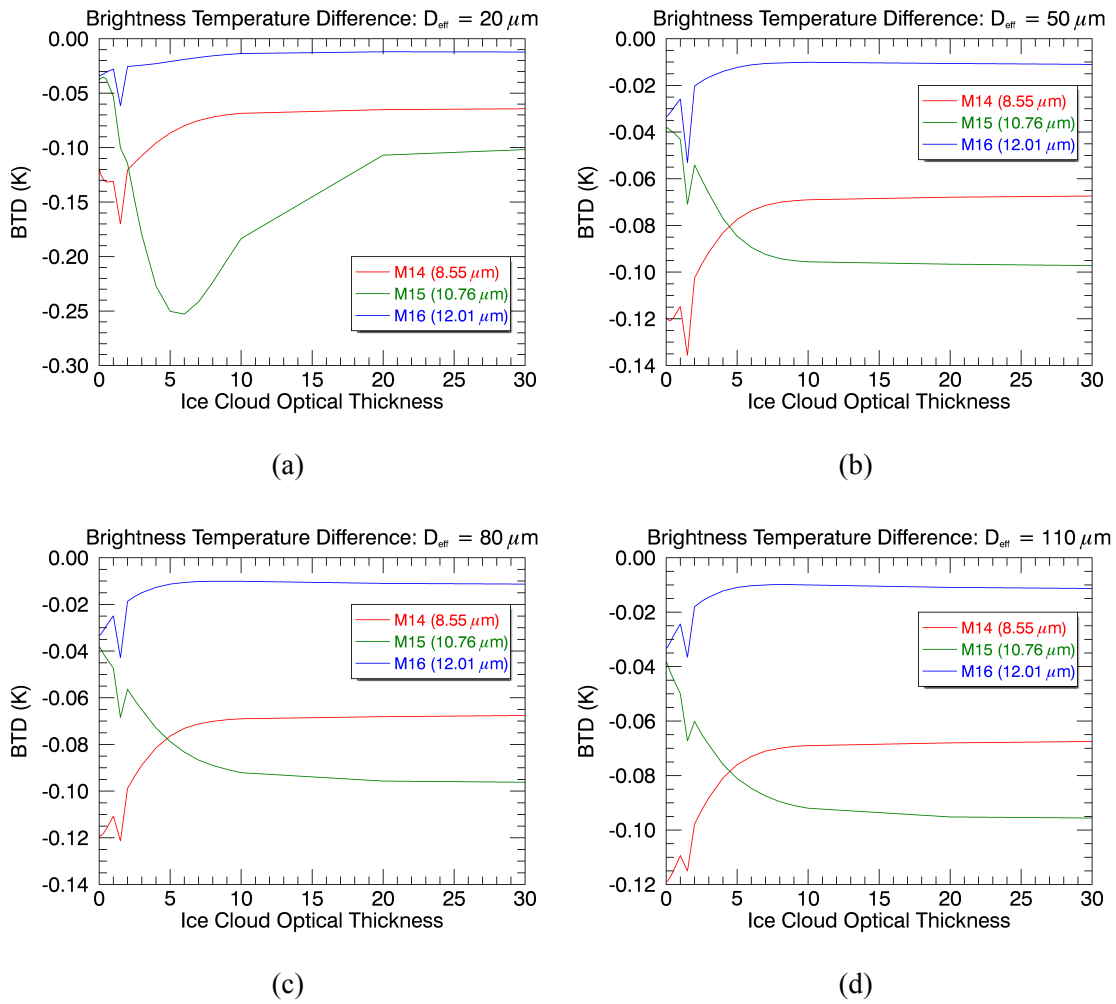 Brightness Temperature Difference: Deff = 20 μm
0.00
-0.05
-0.10
-0.15
-0.20
-0.25
-0.30
BTD (K)
M14 (8.55 μm)
M15 (10.76 μm)
M16 (12.01 μm)
0 5 10 15 20 25 30
Ice Cloud Optical Thickness
(a)
Brightness Temperature Difference: Deff = 50 μm
0.00
-0.02
-0.04
-0.06
-0.08
-0.10
-0.12
-0.14
BTD (K)
M14 (8.55 μm)
M15 (10.76 μm)
M16 (12.01 μm)
0 5 10 15 20 25 30
Ice Cloud Optical Thickness
(b)
Brightness Temperature Difference: Deff = 80 μm
0.00
-0.02
-0.04
-0.06
-0.08
-0.10
-0.12
-0.14
BTD (K)
M14 (8.55 μm)
M15 (10.76 μm)
M16 (12.01 μm)
0 5 10 15 20 25 30
Ice Cloud Optical Thickness
(c)
Brightness Temperature Difference: Deff = 110 μm
0.00
-0.02
-0.04
-0.06
-0.08
-0.10
-0.12
BTD (K)
M14 (8.55 μm)
M15 (10.76 μm)
M16 (12.01 μm)
0 5 10 15 20 25 30
Ice Cloud Optical Thickness
(d)